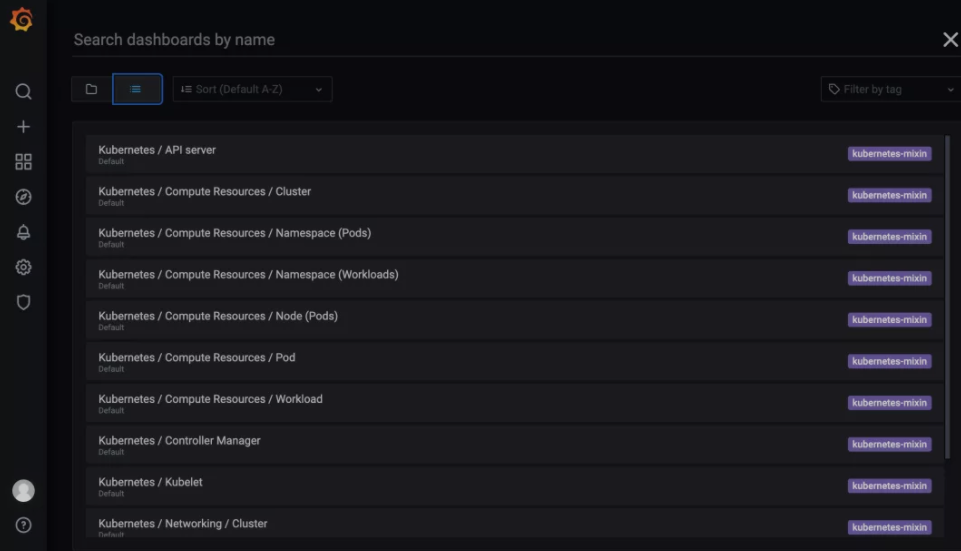 Search dashboards by name
Sort (Default A-Z)
Filter by tag
Kubernetes / API server
Default
kubernetes-mixin
Kubernetes / Compute Resources / Cluster
Default
kubernetes-mixin
Kubernetes / Compute Resources / Namespace (Pods)
Default
kubernetes-mixin
Kubernetes / Compute Resources / Namespace (Workloads)
Default
kubernetes-mixin
Kubernetes / Compute Resources / Node (Pods)
Default
kubernetes-mixin
Kubernetes / Compute Resources / Pod
Default
kubernetes-mixin
Kubernetes / Compute Resources / Workload
Default
kubernetes-mixin
Kubernetes / Controller Manager
Default
kubernetes-mixin
Kubernetes / Kubelet
Default
kubernetes-mixin
Kubernetes / Networking / Cluster
Default
kubernetes-mixin